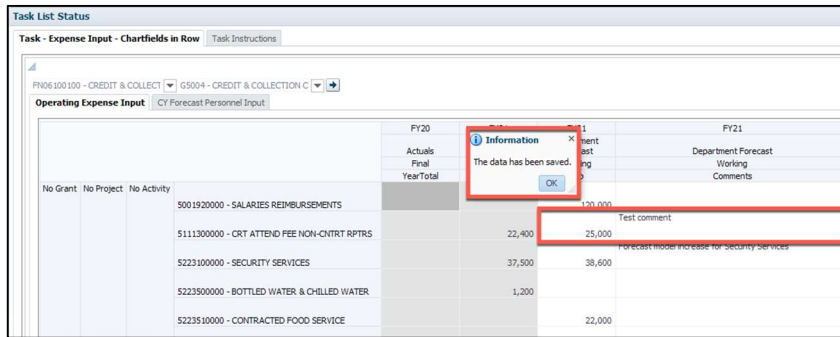 Task List Status
Task - Expense Input - Chartfields in Row Task Instructions
FN06100100 - CREDIT & COLLECT G5004 - CREDIT & COLLECTION C
Operating Expense Input CY Forecast Personnel Input
FY20 FY21
Actuals Department Forecast
Final Working
YearTotal Comments
Information ×
The data has been saved.
OK
No Grant No Project No Activity
5001920000 - SALARIES REIMBURSEMENTS 120,000
Test comment
5111300000 - CRT ATTEND FEE NON-CNTRT RPTRS 22,400 25,000
Forecast model increase for Security Services
5223100000 - SECURITY SERVICES 37,500 38,600
5223500000 - BOTTLED WATER & CHILLED WATER 1,200
5223510000 - CONTRACTED FOOD SERVICE 22,000